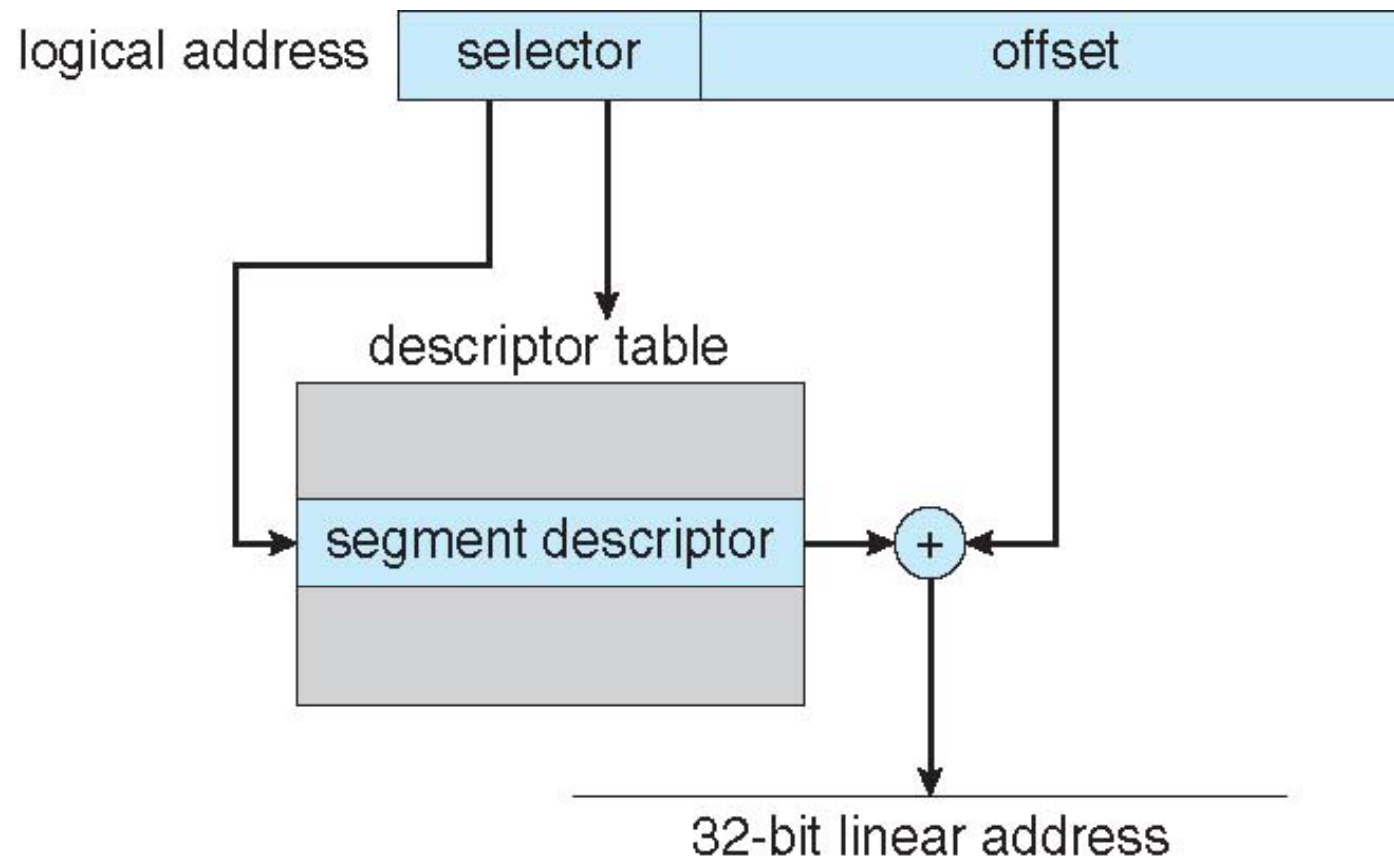 logical address selector offset
descriptor table
segment descriptor +
32-bit linear address